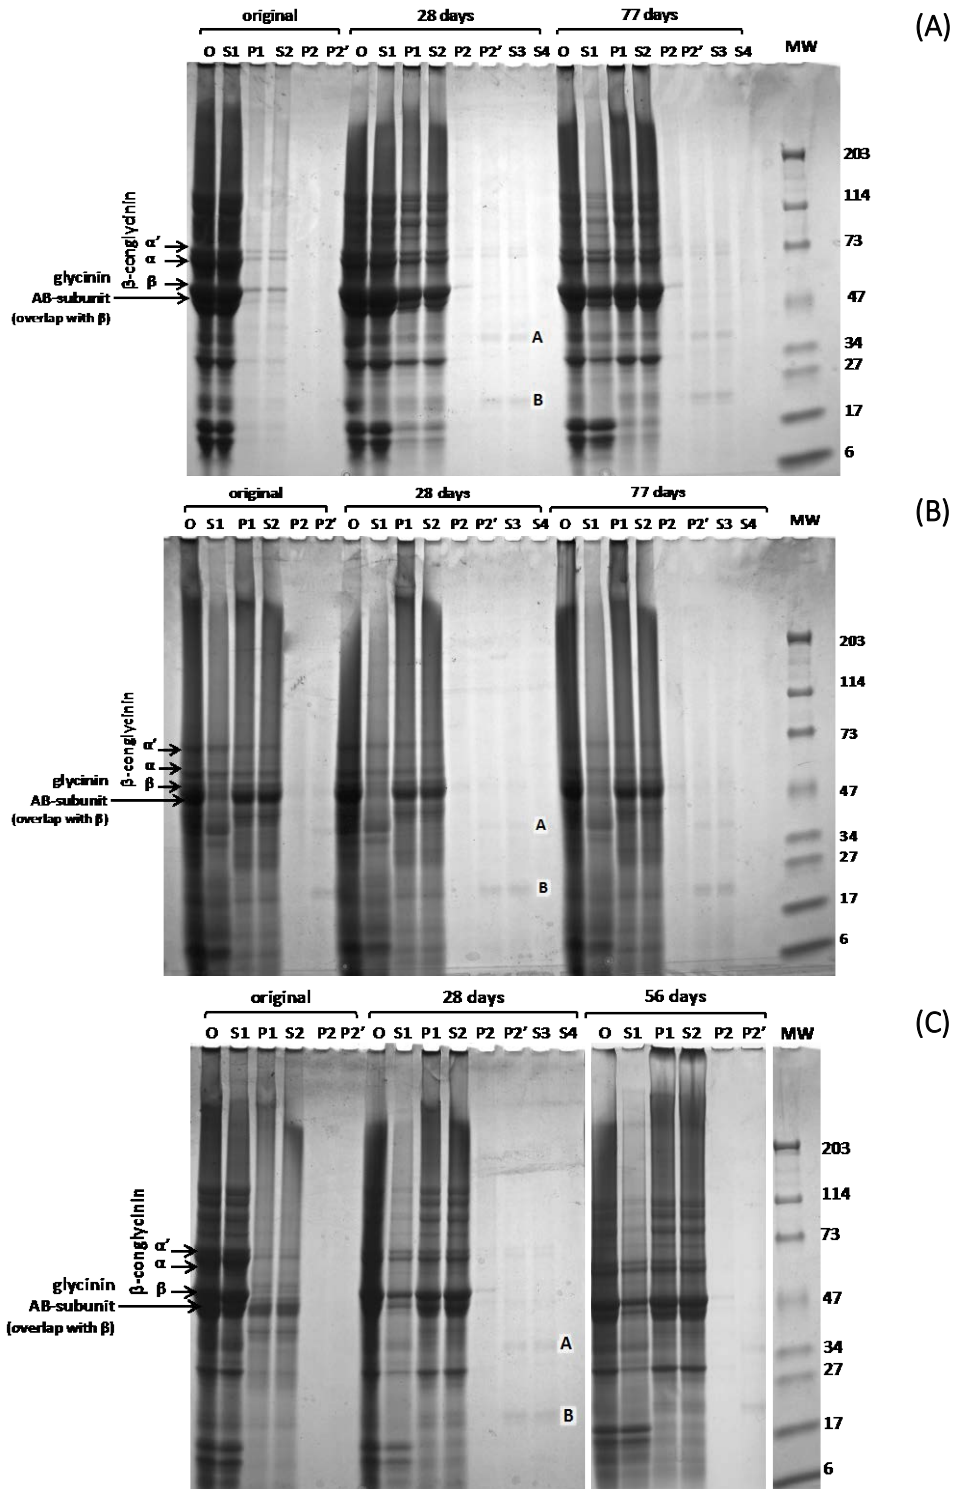 (A)
original 28 days 77 days
O S1 P1 S2 P2 P2' O S1 P1 S2 P2 P2' S3 S4 O S1 P1 S2 P2 P2' S3 S4 MW
203
114
β-conglycinin
α'
73
α
glycinin β
AB-subunit
47
(overlap with β)
A
34
27
B
17
6
(B)
original 28 days 77 days
O S1 P1 S2 P2 P2' O S1 P1 S2 P2 P2' S3 S4 O S1 P1 S2 P2 P2' S3 S4 MW
203
114
β-conglycinin
α'
73
α
glycinin β
AB-subunit
47
(overlap with β)
A
34
27
B
17
6
(C)
original 28 days 56 days
O S1 P1 S2 P2 P2' O S1 P1 S2 P2 P2' S3 S4 O S1 P1 S2 P2 P2' MW
203
114
β-conglycinin
73
α'
α
glycinin β
AB-subunit
47
(overlap with β)
A
34
27
B
17
6